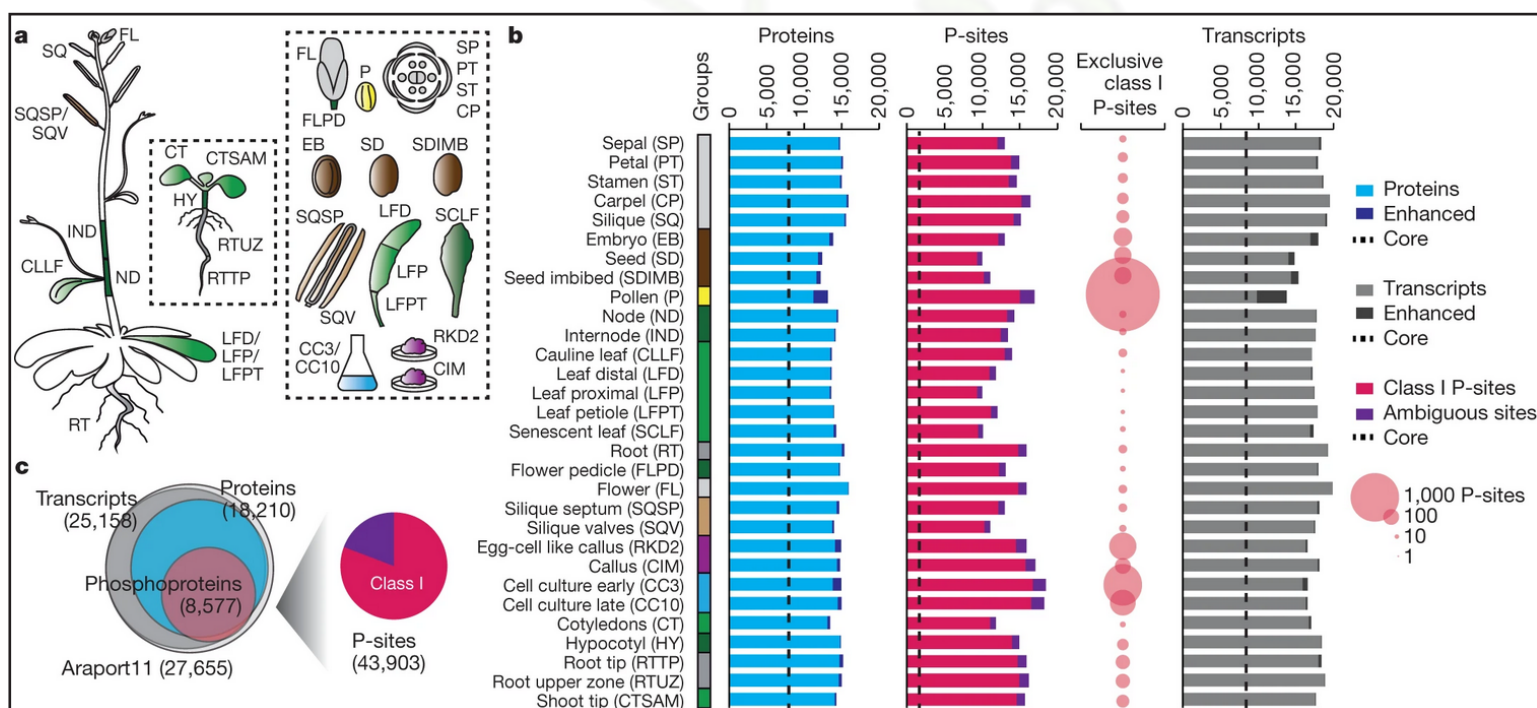 a
FL
SQ
SQSP/
SQV
IND
CLLF
ND
LFD/
LFP/
LFPT
RT
CT
CTSAM
HY
RTUZ
RTTP
FL
P
SP
PT
ST
CP
FLPD
EB
SD
SDIMB
SQSP
LFD
SCLF
LFP
LFPT
SQV
CC3/
CC10
RKD2
CIM
b
Groups
Proteins
0
5,000
10,000
15,000
20,000
P-sites
0
5,000
10,000
15,000
20,000
Exclusive
class I
P-sites
Transcripts
0
5,000
10,000
15,000
20,000
Sepal (SP)
Petal (PT)
Stamen (ST)
Carpel (CP)
Silique (SQ)
Embryo (EB)
Seed (SD)
Seed imbibed (SDIMB)
Pollen (P)
Node (ND)
Internode (IND)
Cauline leaf (CLLF)
Leaf distal (LFD)
Leaf proximal (LFP)
Leaf petiole (LFPT)
Senescent leaf (SCLF)
Root (RT)
Flower pedicle (FLPD)
Flower (FL)
Silique septum (SQSP)
Silique valves (SQV)
Egg-cell like callus (RKD2)
Callus (CIM)
Cell culture early (CC3)
Cell culture late (CC10)
Cotyledons (CT)
Hypocotyl (HY)
Root tip (RTTP)
Root upper zone (RTUZ)
Shoot tip (CTSAM)
Proteins
Enhanced
Core
Transcripts
Enhanced
Core
Class I P-sites
Ambiguous sites
Core
1,000 P-sites
100
10
1
c
Transcripts
(25,158)
Proteins
(18,210)
Phosphoproteins
(8,577)
Araport11 (27,655)
Class I
P-sites
(43,903)